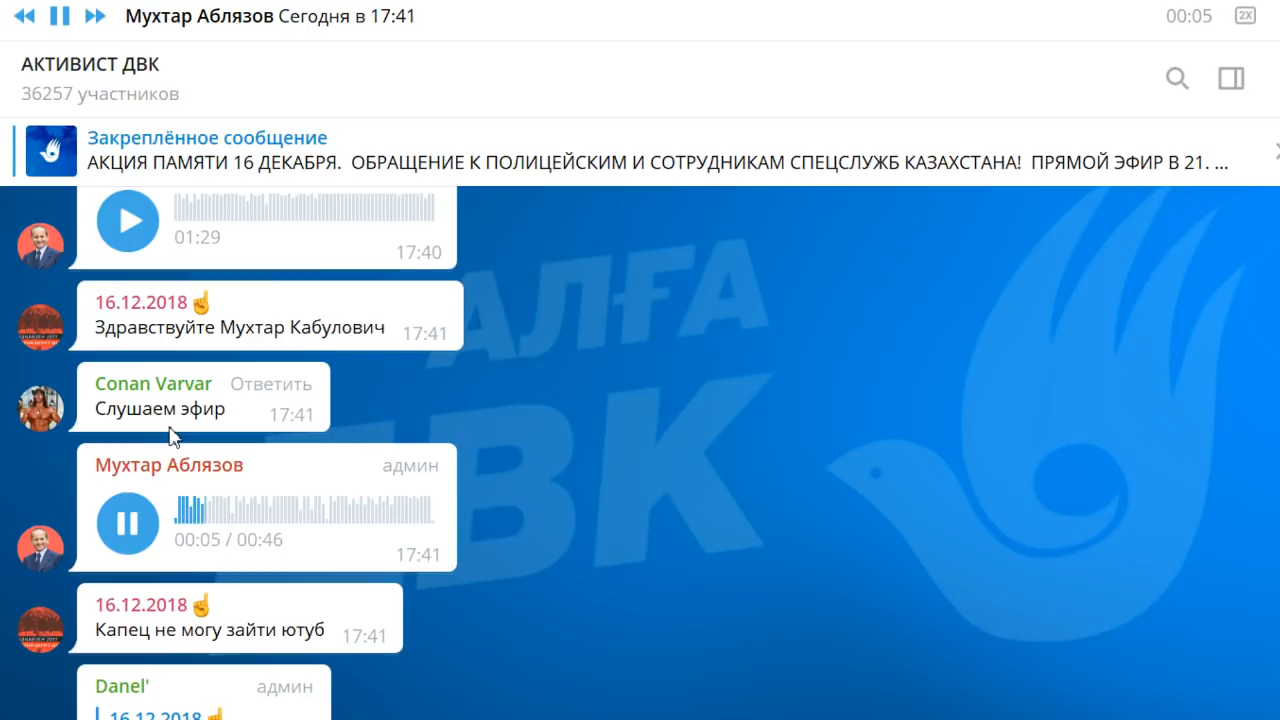 Мухтар Аблязов Сегодня в 17:41
00:05 2X
АКТИВИСТ ДВК
36257 участников
Закреплённое сообщение
АКЦИЯ ПАМЯТИ 16 ДЕКАБРЯ. ОБРАЩЕНИЕ К ПОЛИЦЕЙСКИМ И СОТРУДНИКАМ СПЕЦСЛУЖБ КАЗАХСТАНА! ПРЯМОЙ ЭФИР В 21. ...
01:29
17:40
АЛҒА
ДВК
16.12.2018☝
Здравствуйте Мухтар Кабулович 17:41
Conan Varvar Ответить
Слушаем эфир 17:41
Мухтар Аблязов админ
00:05 / 00:46
17:41
16.12.2018☝
Капец не могу зайти ютуб 17:41
Danel' админ
16.12.2018☝